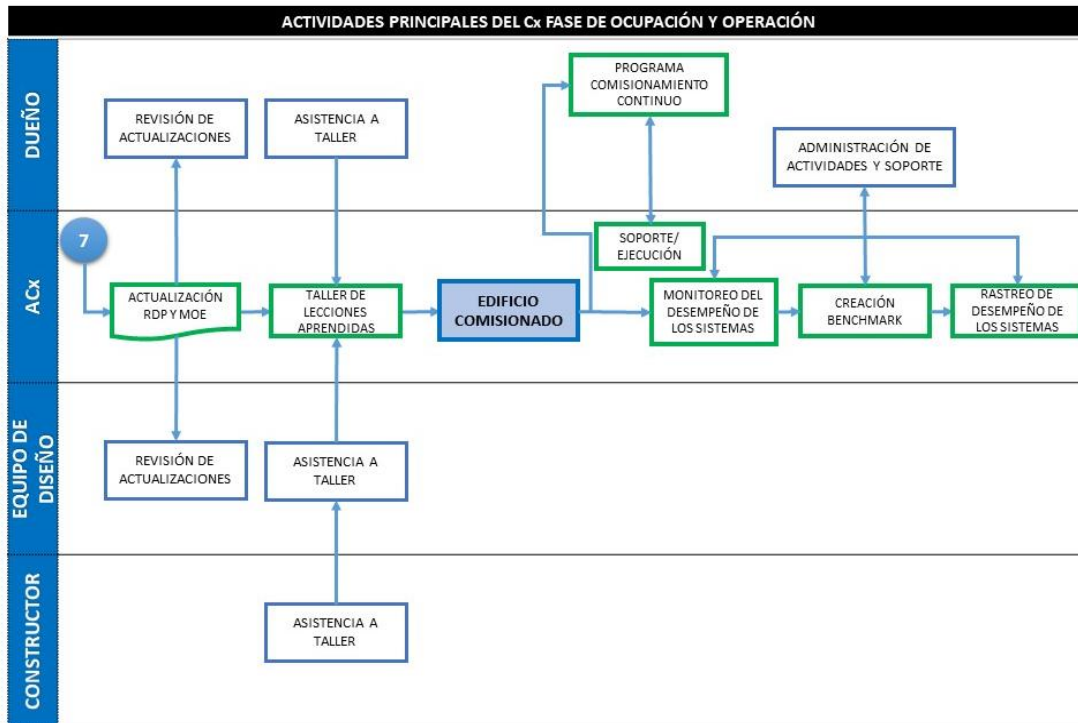 ACTIVIDADES PRINCIPALES DEL Cx FASE DE OCUPACIÓN Y OPERACIÓN
DUEÑO
REVISIÓN DE
ACTUALIZACIONES
ASISTENCIA A
TALLER
PROGRAMA
COMISIONAMIENTO
CONTINUO
ADMINISTRACIÓN DE
ACTIVIDADES Y SOPORTE
ACx
7
ACTUALIZACIÓN
RDP Y MOE
TALLER DE
LECCIONES
APRENDIDAS
EDIFICIO
COMISIONADO
SOPORTE/
EJECUCIÓN
MONITOREO DEL
DESEMPEÑO DE
LOS SISTEMAS
CREACIÓN
BENCHMARK
RASTREO DE
DESEMPEÑO DE
LOS SISTEMAS
EQUIPO DE
DISEÑO
REVISIÓN DE
ACTUALIZACIONES
ASISTENCIA A
TALLER
CONSTRUCTOR
ASISTENCIA A
TALLER